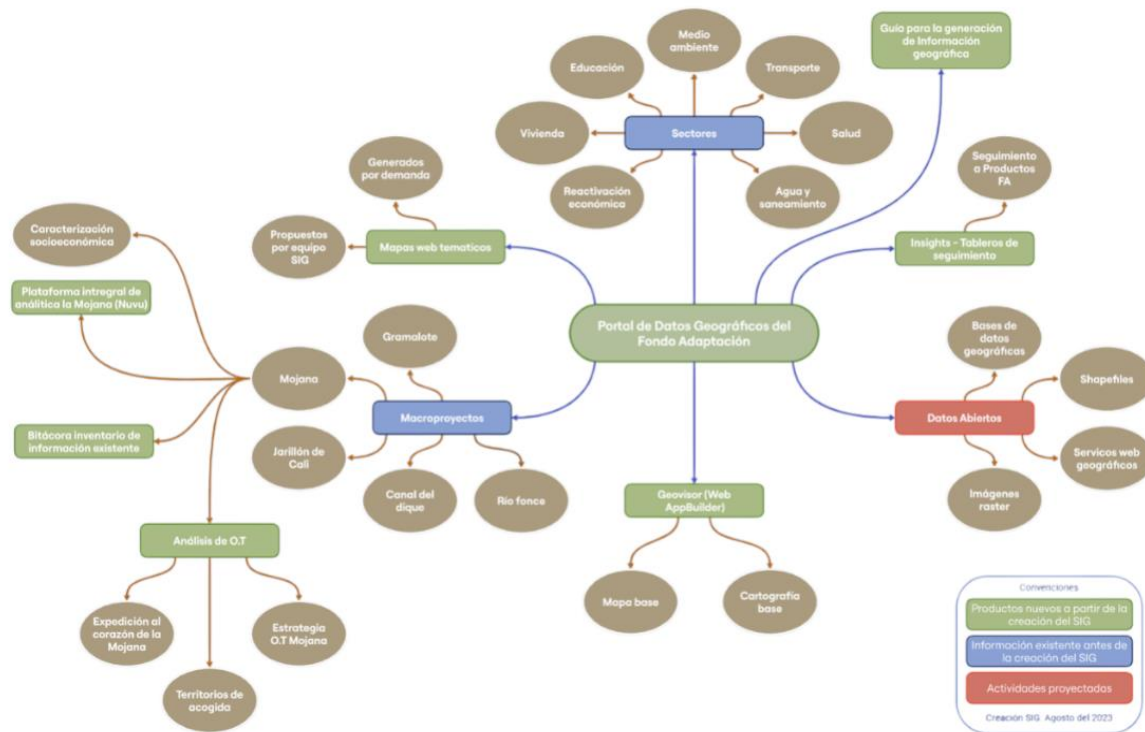 Medio
ambiente
Guía para la generación
de Información
geográfica
Educación
Transporte
Vivienda
Sectores
Salud
Generados
por demanda
Reactivación
económica
Agua y
saneamiento
Seguimiento
a Productos
FA
Caracterización
socioeconómica
Propuestos
por equipo
SIG
Mapas web tematicos
Insights - Tableros de
seguimiento
Plataforma intregral de
análitica la Mojana (Nuvu)
Portal de Datos Geográficos del
Fondo Adaptación
Gramalote
Bases de
datos
geográficas
Mojana
Shapefiles
Macroproyectos
Datos Abiertos
Bitácora inventario de
información existente
Jarillón de
Cali
Canal del
dique
Río fonce
Servicos web
geográficos
Imágenes
raster
Geovisor (Web
AppBuilder)
Análisis de O.T
Mapa base
Cartografía
base
Expedición al
corazón de la
Mojana
Estrategia
O.T Mojana
Territorios de
acogida
Convenciones
Productos nuevos a partir de la
creación del SIG
Información existente antes de
la creación del SIG
Actividades proyectadas
Creación SIG Agosto del 2023